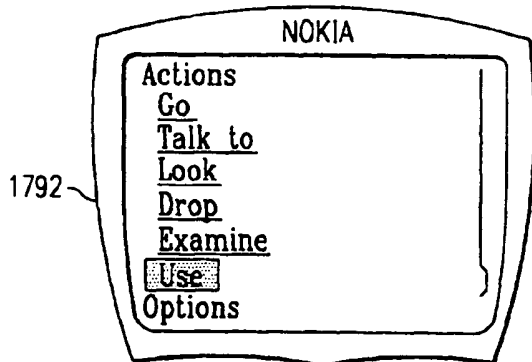 NOKIA
Actions
Go
Talk to
Look
1792
Drop
Examine
Use
Options